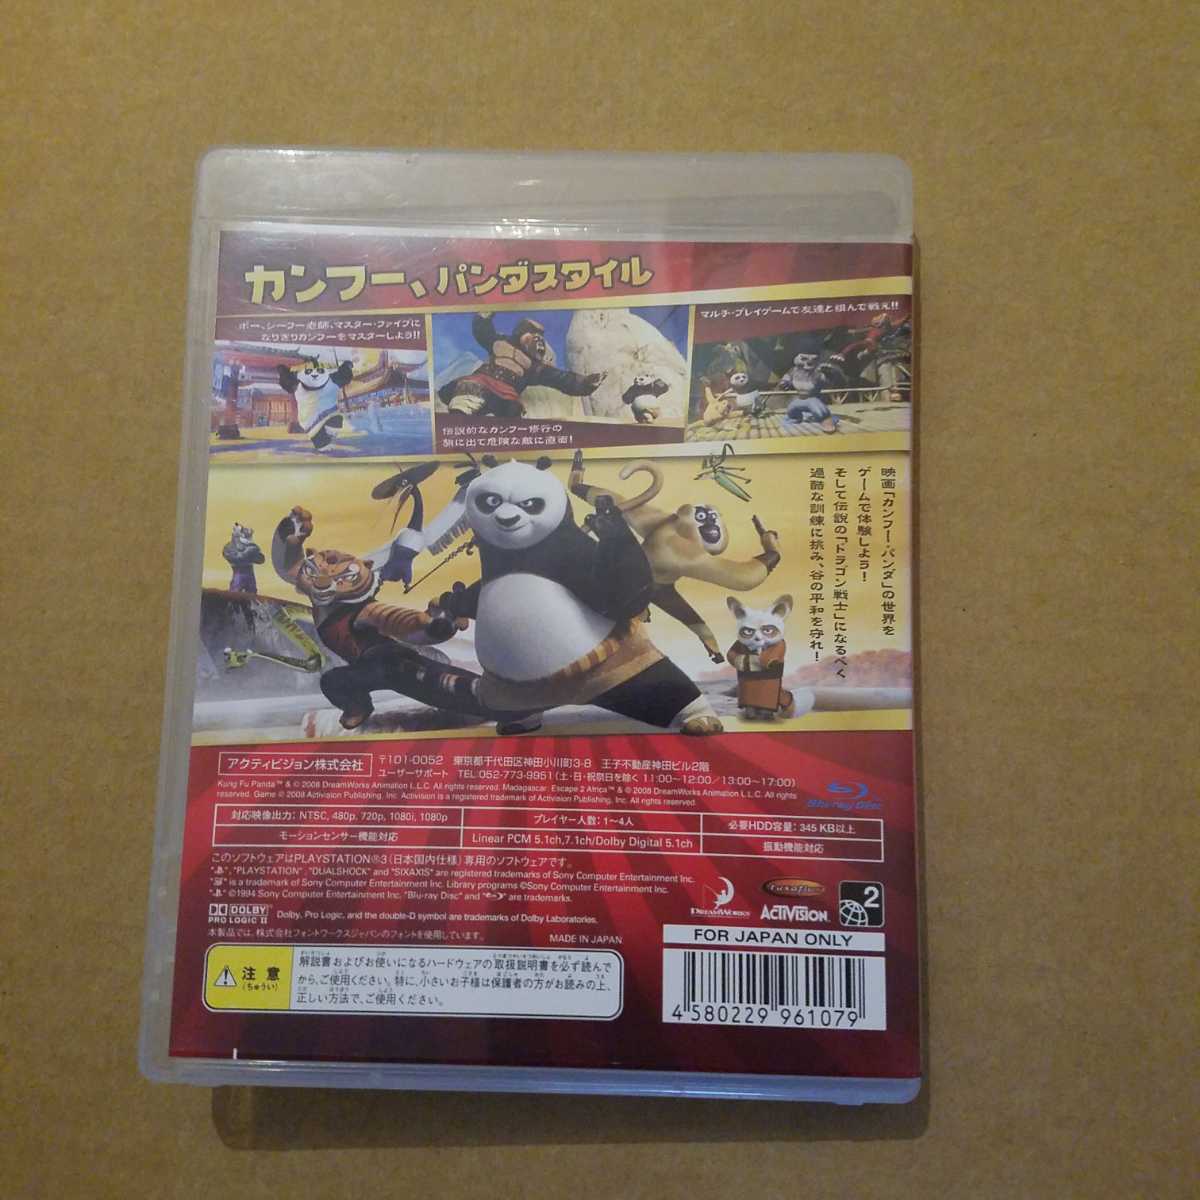 カンフー、パンダスタイル
ポー、シーフー老師、マスター・ファイブに
なりきりカンフーをマスターしよう!!
伝説的なカンフー修行の
旅に出て危険な敵に直面！
マルチ・プレイゲームで友達と組んで戦え!!
映画「カンフー・パンダ」の世界を
ゲームで体験しよう！
そして伝説の「ドラゴン戦士」になるべく
過酷な訓練に挑み、谷の平和を守れ！
アクティビジョン株式会社
〒101-0052 東京都千代田区神田小川町3-8 王子不動産神田ビル2階
ユーザーサポート TEL:052-773-9951(土・日・祝祭日を除く 11:00～12:00/13:00～17:00)
Kung Fu Panda™ & © 2008 DreamWorks Animation L.L.C. All rights reserved. Madagascar: Escape 2 Africa™ & © 2008 DreamWorks Animation L.L.C. All rights
reserved. Game © 2008 Activision Publishing, Inc. Activision is a registered trademark of Activision Publishing, Inc. All rights reserved.
Blu-ray Disc
対応映像出力: NTSC, 480p, 720p, 1080i, 1080p
プレイヤー人数: 1～4人
必要HDD容量: 345 KB以上
モーションセンサー機能対応
Linear PCM 5.1ch,7.1ch/Dolby Digital 5.1ch
振動機能対応
このソフトウェアはPLAYSTATION®3(日本国内仕様)専用のソフトウェアです。
" ", "PLAYSTATION", "DUALSHOCK" and "SIXAXIS" are registered trademarks of Sony Computer Entertainment Inc.
" " is a trademark of Sony Computer Entertainment Inc. Library programs ©Sony Computer Entertainment Inc.
" " ©1994 Sony Computer Entertainment Inc. "Blu-ray Disc" and " " are trademarks.
DOLBY
PRO LOGIC II
Dolby, Pro Logic, and the double-D symbol are trademarks of Dolby Laboratories.
本製品では、株式会社フォントワークスジャパンのフォントを使用しています。
MADE IN JAPAN
DREAMWORKS
ACTIVISION
2
注意
(ちゅうい)
解説書およびお使いになるハードウェアの取扱説明書を必ず読んで
から、ご使用ください。特に、小さいお子様は保護者の方がお読みの上、
正しい方法で、ご使用ください。
FOR JAPAN ONLY
4 580229 961079